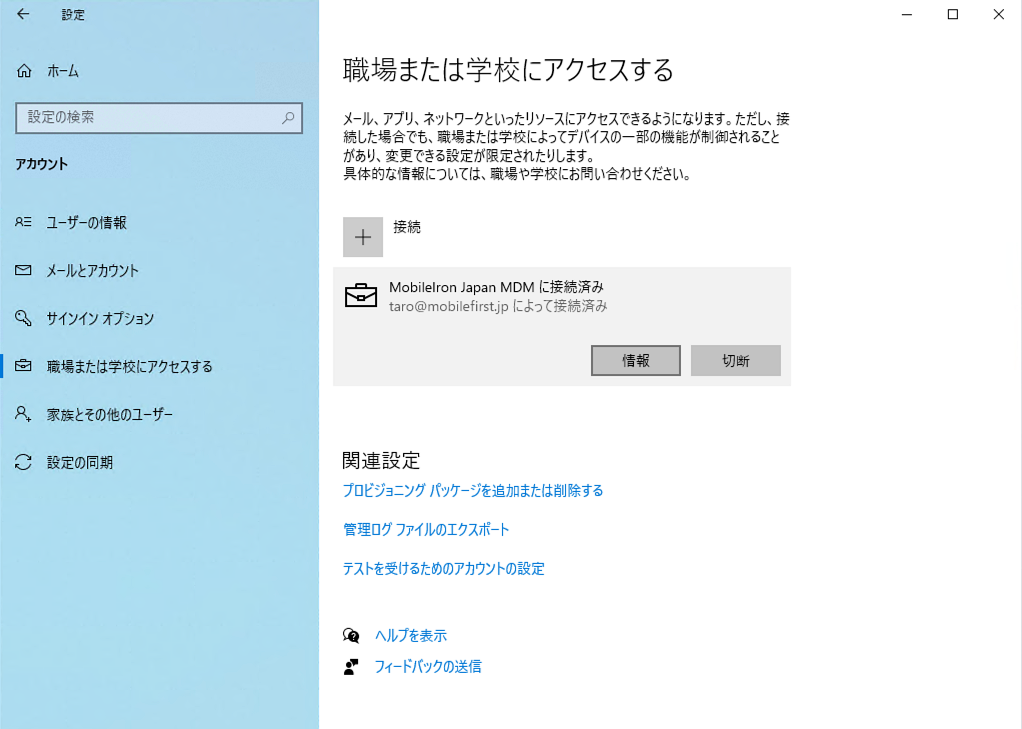 設定
ホーム
設定の検索
アカウント
ユーザーの情報
メールとアカウント
サインイン オプション
職場または学校にアクセスする
家族とその他のユーザー
設定の同期
職場または学校にアクセスする
メール、アプリ、ネットワークといったリソースにアクセスできるようになります。ただし、接
続した場合でも、職場または学校によってデバイスの一部の機能が制御されること
があり、変更できる設定が限定されたりします。
具体的な情報については、職場や学校にお問い合わせください。
接続
MobileIron Japan MDM に接続済み
taro@mobilefirst.jp によって接続済み
情報
切断
関連設定
プロビジョニング パッケージを追加または削除する
管理ログ ファイルのエクスポート
テストを受けるためのアカウントの設定
ヘルプを表示
フィードバックの送信